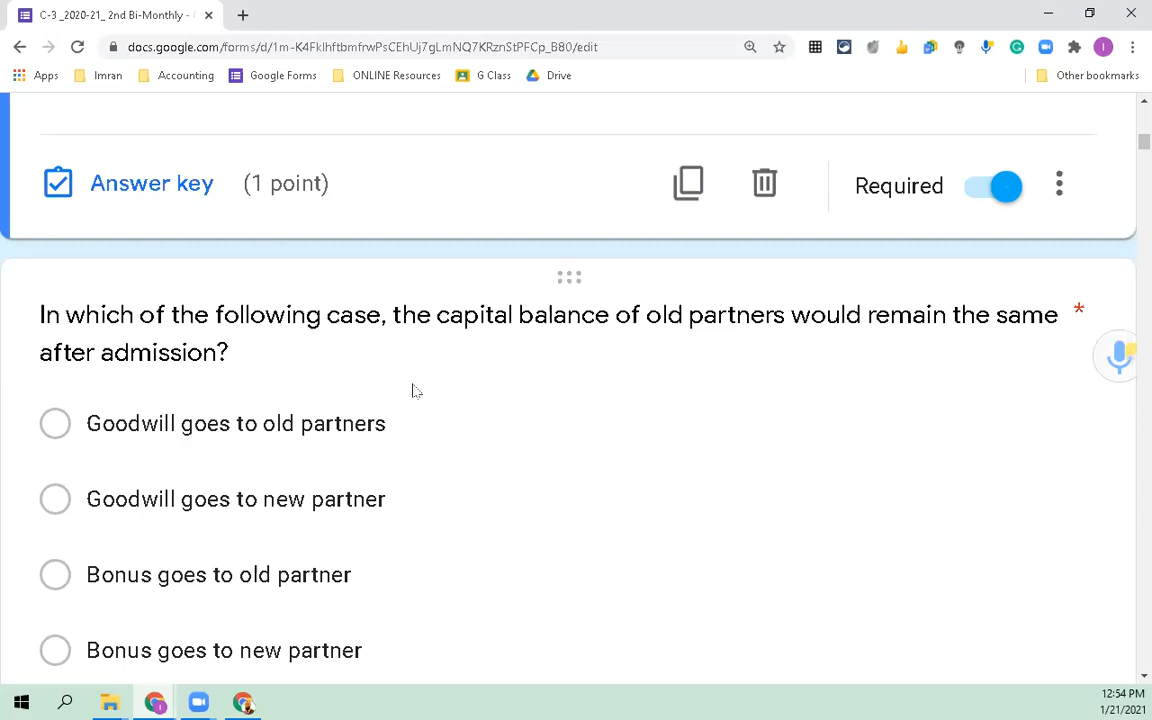 C-3 _2020-21_ 2nd Bi-Monthly -
docs.google.com/forms/d/1m-K4FklhftbmfrwPsCEhUj7gLmNQ7KRznStPFCp_B80/edit
Apps Imran Accounting Google Forms ONLINE Resources G Class Drive Other bookmarks
Answer key (1 point) Required
In which of the following case, the capital balance of old partners would remain the same *
after admission?
Goodwill goes to old partners
Goodwill goes to new partner
Bonus goes to old partner
Bonus goes to new partner
12:54 PM
1/21/2021